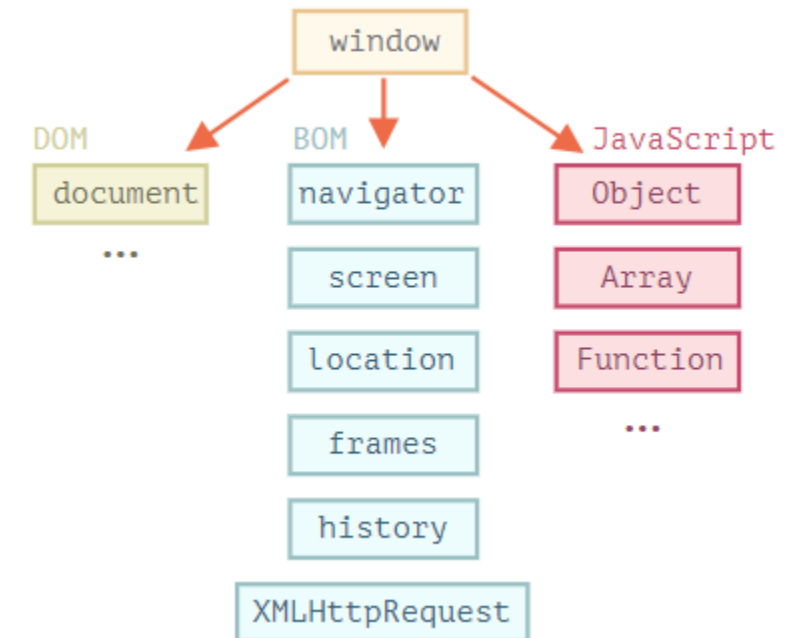 window
DOM
BOM
JavaScript
document
navigator
Object
...
screen
Array
location
Function
frames
...
history
XMLHttpRequest